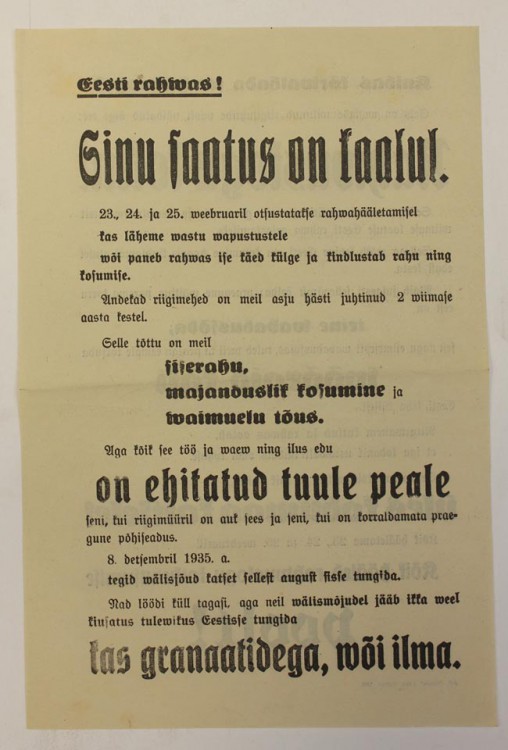 Eesti rahwas!
Sinu saatus on kaalul.
23., 24. ja 25. weebruaril otsustatakse rahwahääletamisel
kas läheme wastu wapustustele
wõi paneb rahwas ise käed külge ja kindlustab rahu ning
kosumise.
Andekad riigimehed on meil asju hästi juhtinud 2 wiimase
aasta kestel.
Selle tõttu on meil
siserahu,
majanduslik kosumine ja
waimuelu tõus.
Aga kõik see töö ja waew ning ilus edu
on ehitatud tuule peale
seni, kui riigimüüril on auk sees ja seni, kui on korraldamata prae-
gune põhiseadus.
8. detsembril 1935. a.
tegid wälisjõud katset sellest august sisse tungida.
Nad löödi küll tagasi, aga neil wälismõjudel jääb ikka weel
kiusatus tulewikus Eestisse tungida
kas granaatidega, wõi ilma.